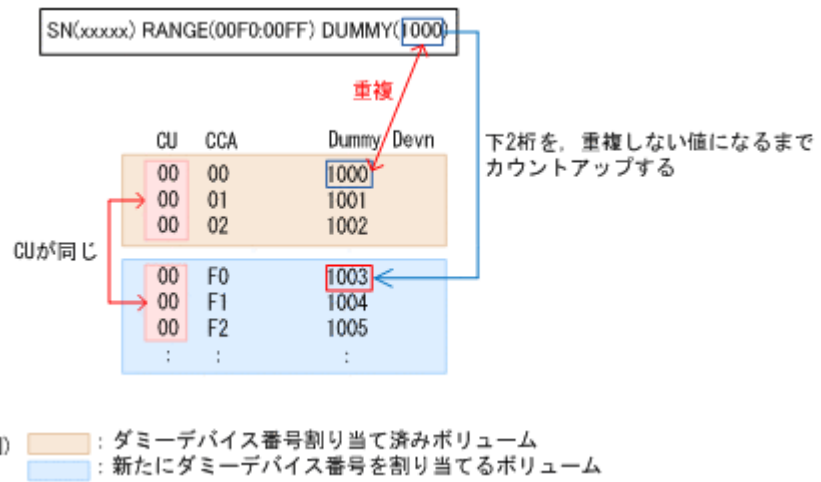 SN(xxxxx) RANGE(00F0:00FF) DUMMY(1000)
重複
CU CCA Dummy Devn
下2桁を，重複しない値になるまで
カウントアップする
00 00 1000
00 01 1001
00 02 1002
CUが同じ
00 F0 1003
00 F1 1004
00 F2 1005
: : :
：ダミーデバイス番号割り当て済みボリューム
：新たにダミーデバイス番号を割り当てるボリューム